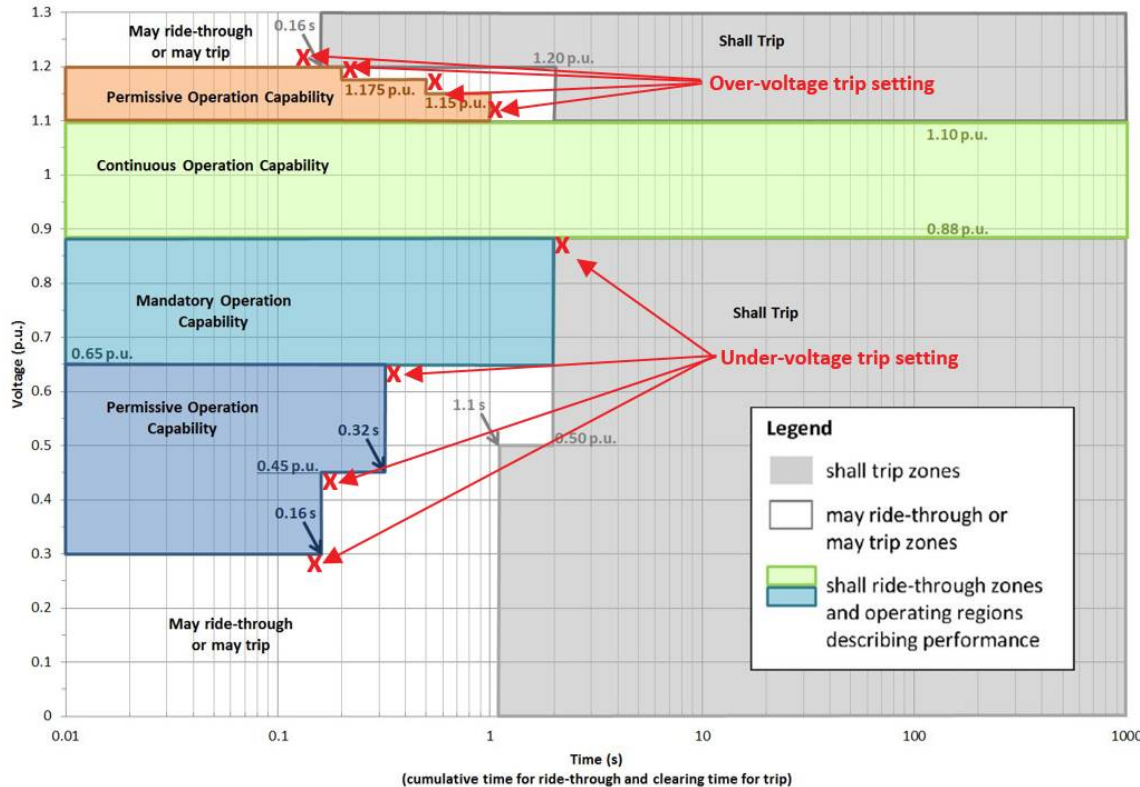 1.3
1.2
1.1
1
0.9
0.8
0.7
0.6
0.5
0.4
0.3
0.2
0.1
0
Voltage (p.u.)
May ride-through
or may trip
0.16 s
Shall Trip
1.20 p.u.
Over-voltage trip setting
Permissive Operation Capability
1.175 p.u.
1.15 p.u.
1.10 p.u.
Continuous Operation Capability
0.88 p.u.
Mandatory Operation
Capability
Shall Trip
0.65 p.u.
Under-voltage trip setting
Permissive Operation
Capability
1.1 s
0.32 s
0.50 p.u.
0.45 p.u.
0.16 s
May ride-through
or may trip
Legend
shall trip zones
may ride-through or
may trip zones
shall ride-through zones
and operating regions
describing performance
0.01
0.1
1
10
100
1000
Time (s)
(cumulative time for ride-through and clearing time for trip)